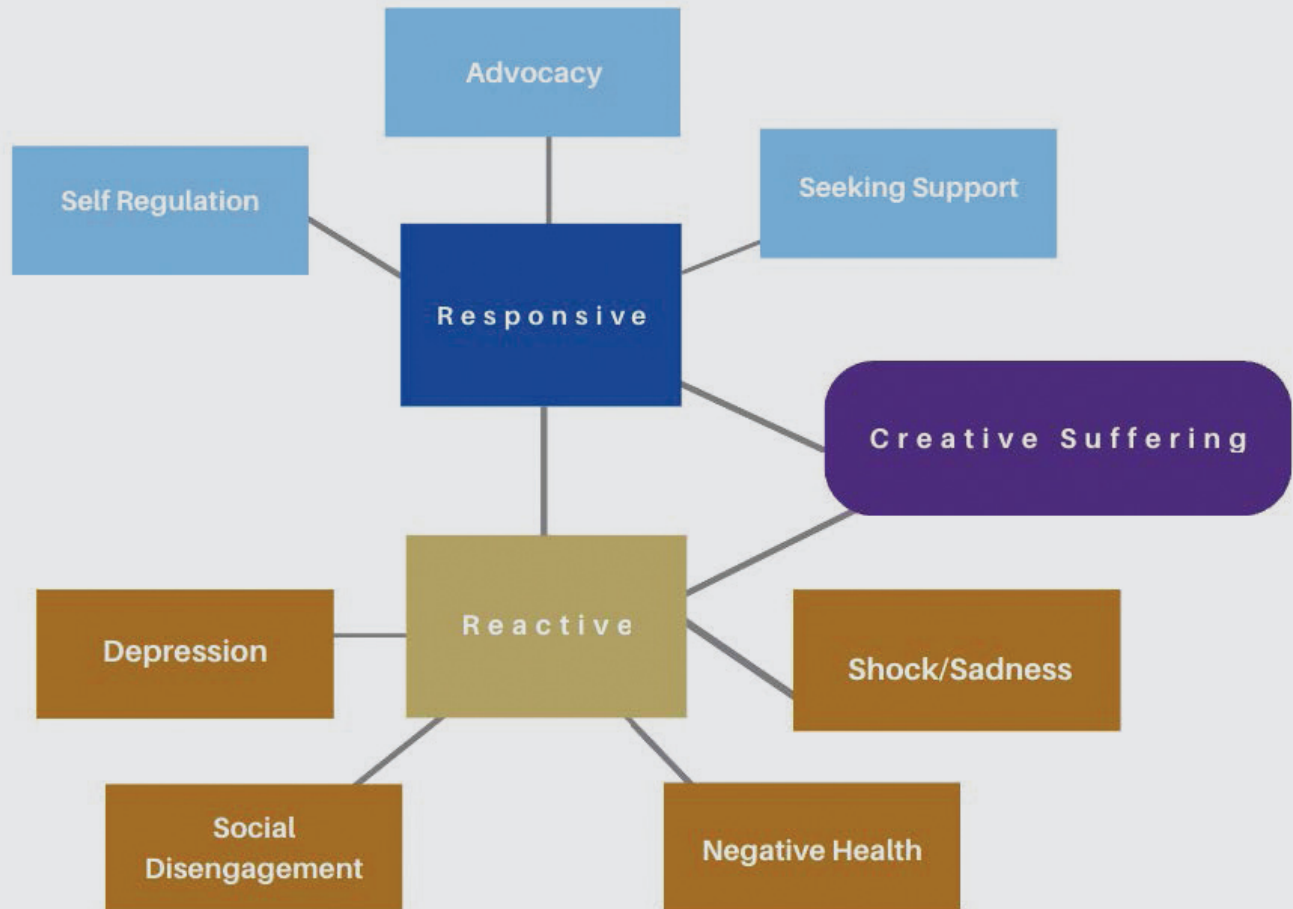 Advocacy
Self Regulation
Seeking Support
Responsive
Creative Suffering
Reactive
Depression
Shock/Sadness
Social
Disengagement
Negative Health